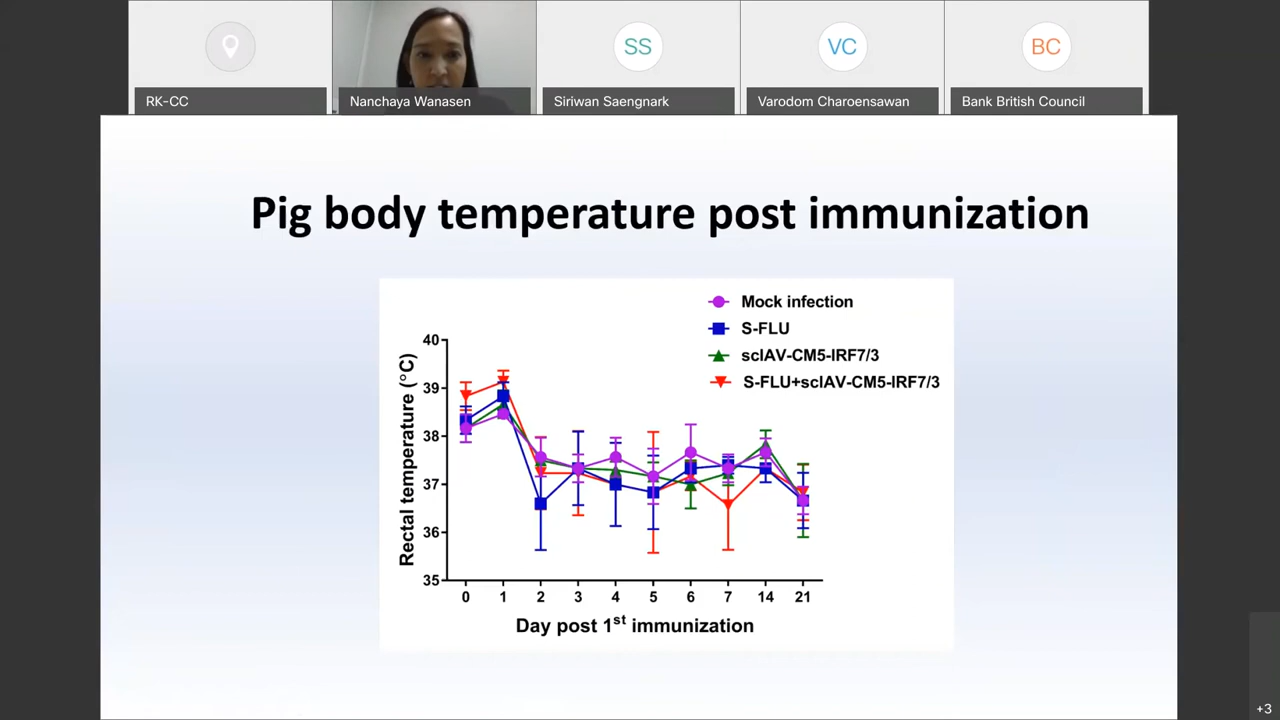 SS
VC
BC
RK-CC
Nanchaya Wanasen
Siriwan Saengnark
Varodom Charoensawan
Bank British Council
Pig body temperature post immunization
Mock infection
S-FLU
scIAV-CM5-IRF7/3
S-FLU+scIAV-CM5-IRF7/3
Rectal temperature (°C)
40
39
38
37
36
35
0 1 2 3 4 5 6 7 14 21
Day post 1st immunization
+3